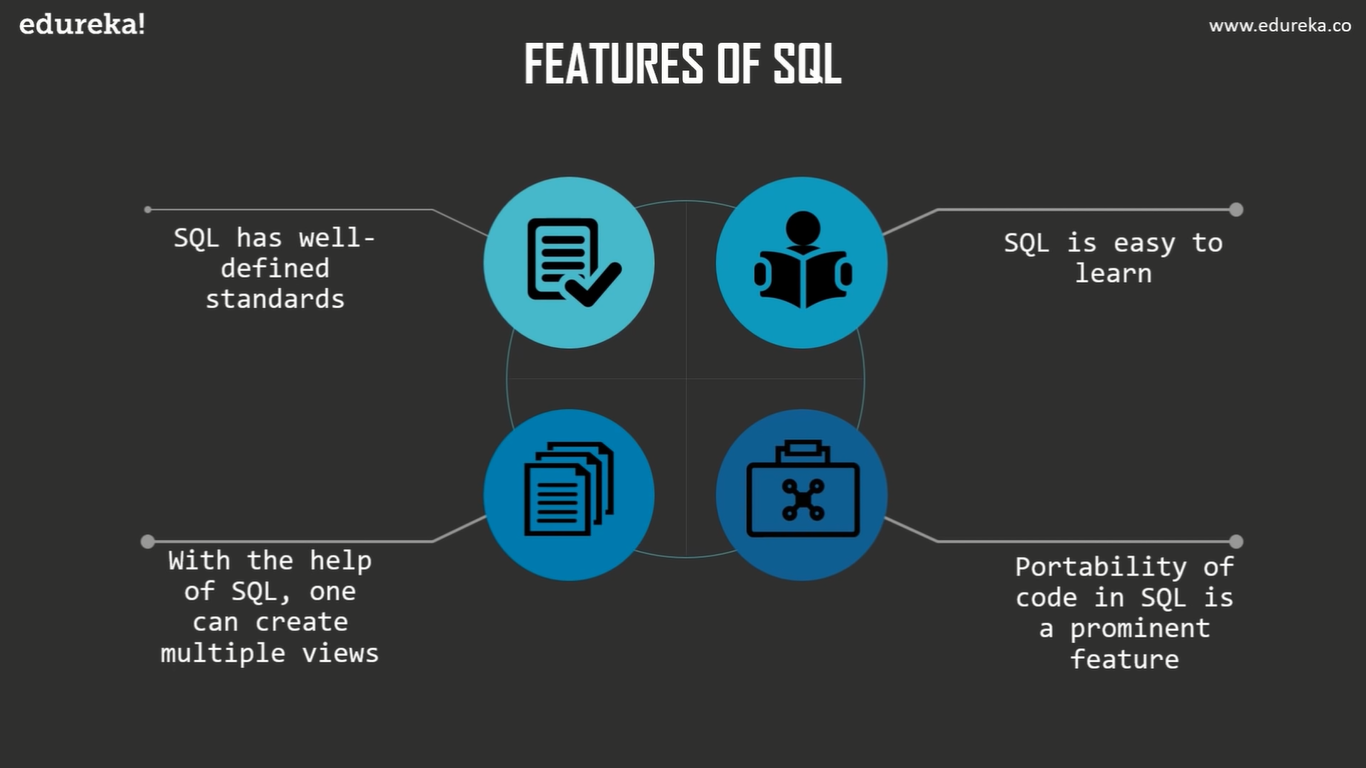 edureka!
www.edureka.co
FEATURES OF SQL
SQL has well-
defined
standards
SQL is easy to
learn
With the help
of SQL, one
can create
multiple views
Portability of
code in SQL is
a prominent
feature